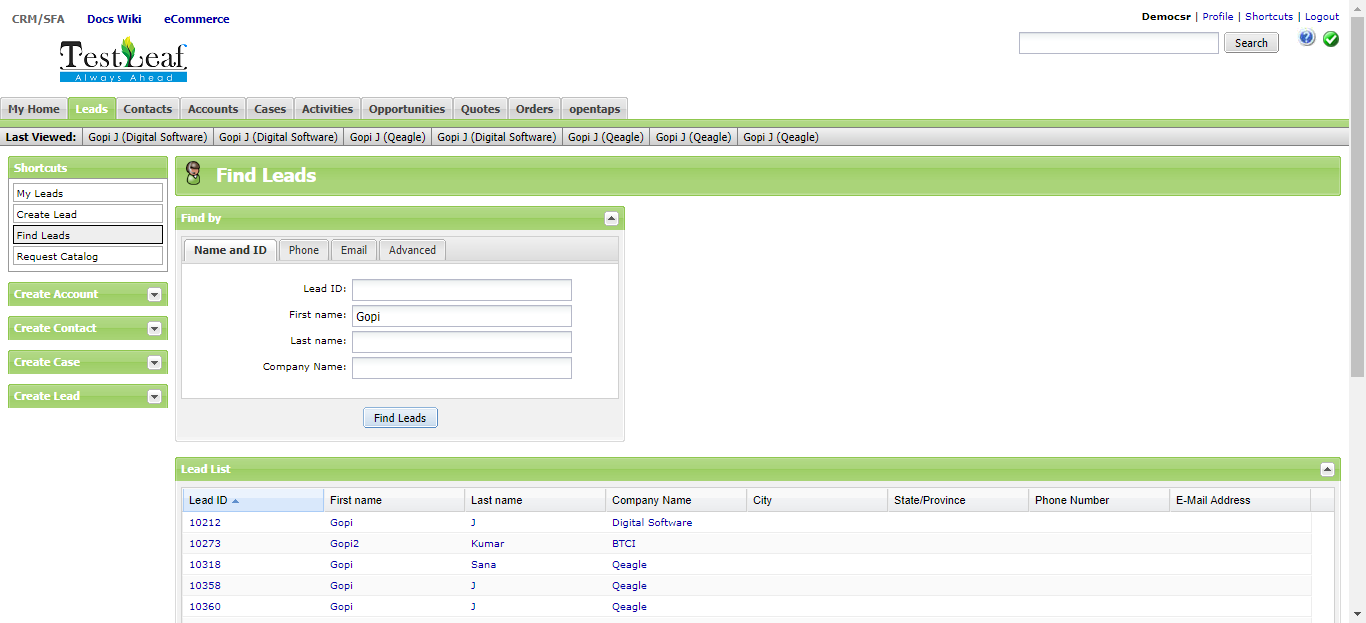 CRM/SFA Docs Wiki eCommerce
Democsr | Profile | Shortcuts | Logout
TestLeaf
Always Ahead
Search
?
My Home Leads Contacts Accounts Cases Activities Opportunities Quotes Orders opentaps
Last Viewed: Gopi J (Digital Software) Gopi J (Digital Software) Gopi J (Qeagle) Gopi J (Digital Software) Gopi J (Qeagle) Gopi J (Qeagle) Gopi J (Qeagle)
Shortcuts
My Leads
Create Lead
Find Leads
Request Catalog
Create Account
Create Contact
Create Case
Create Lead
Find Leads
Find by
Name and ID Phone Email Advanced
Lead ID:
First name: Gopi
Last name:
Company Name:
Find Leads
Lead List
Lead ID First name Last name Company Name City State/Province Phone Number E-Mail Address
10212 Gopi J Digital Software
10273 Gopi2 Kumar BTCI
10318 Gopi Sana Qeagle
10358 Gopi J Qeagle
10360 Gopi J Qeagle